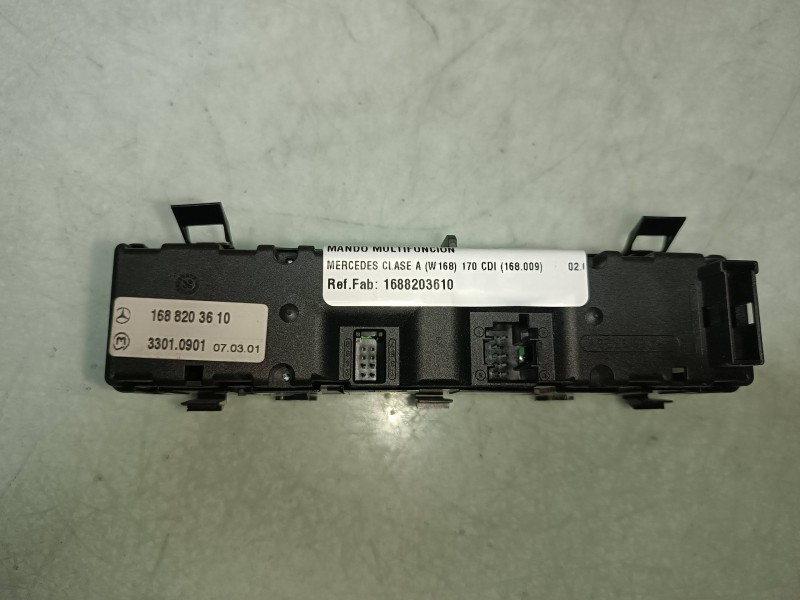 MANDO MULTIFUNCION
MERCEDES CLASE A (W168) 170 CDI (168.009) 02.
Ref.Fab: 1688203610
168 820 36 10
3301.0901 07.03.01